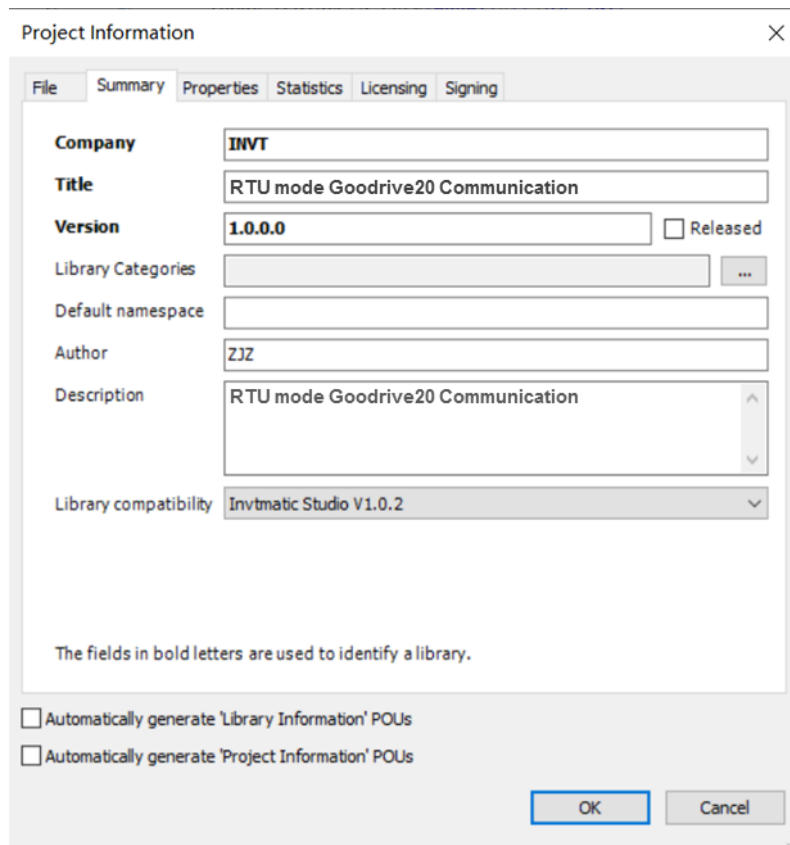 Project Information
File Summary Properties Statistics Licensing Signing
Company INVT
Title RTU mode Goodrive20 Communication
Version 1.0.0.0 Released
Library Categories ...
Default namespace
Author ZJZ
Description RTU mode Goodrive20 Communication
Library compatibility Invtmatic Studio V1.0.2
The fields in bold letters are used to identify a library.
Automatically generate 'Library Information' POUs
Automatically generate 'Project Information' POUs
OK Cancel